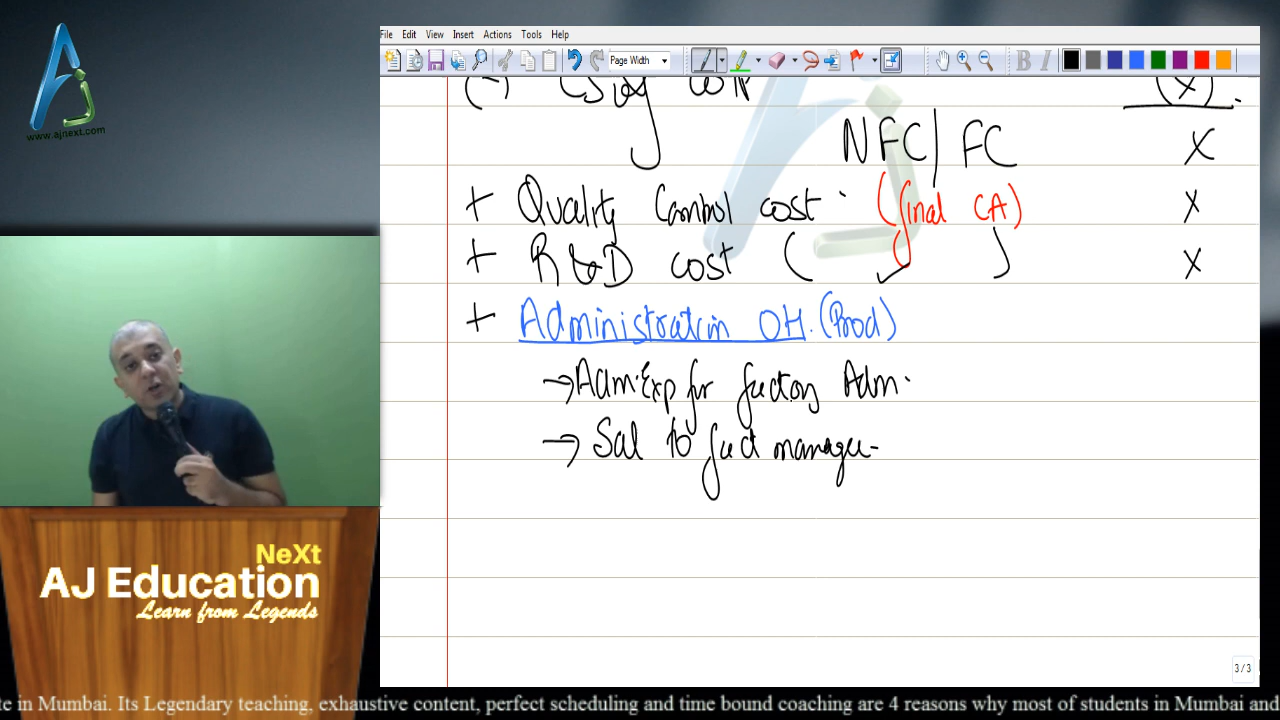 File Edit View Insert Actions Tools Help
Page Width
B I
www.ajnext.com
(-) (X).
NFC | FC X
+ Quality Control cost (final CA) X
+ R & D cost ( ✓ ) X
+ Administration OH. (Prod)
→ Adm. Exp for factory Adm.
→ Sal to fact manager
NeXt
AJ Education
Learn from Legends
3/3
te in Mumbai. Its Legendary teaching, exhaustive content, perfect scheduling and time bound coaching are 4 reasons why most of students in Mumbai and